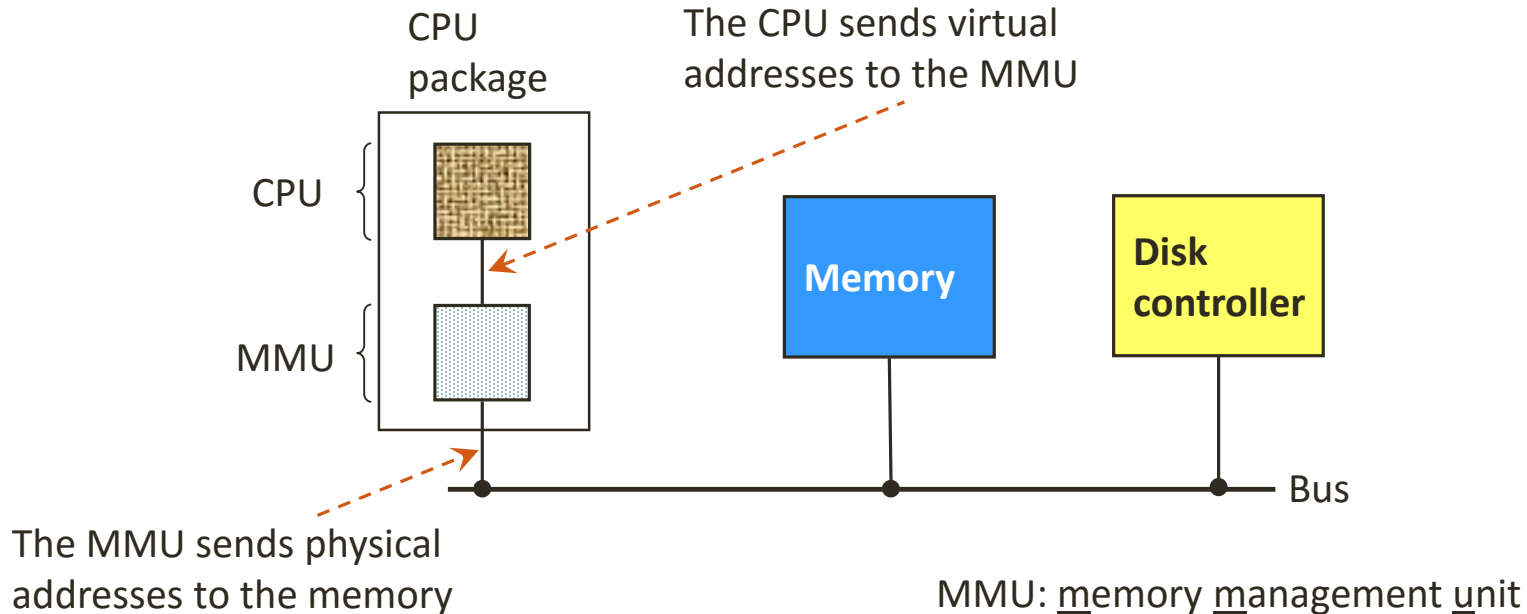 CPU
package
The CPU sends virtual
addresses to the MMU
CPU
MMU
Memory
Disk
controller
Bus
The MMU sends physical
addresses to the memory
MMU: memory management unit